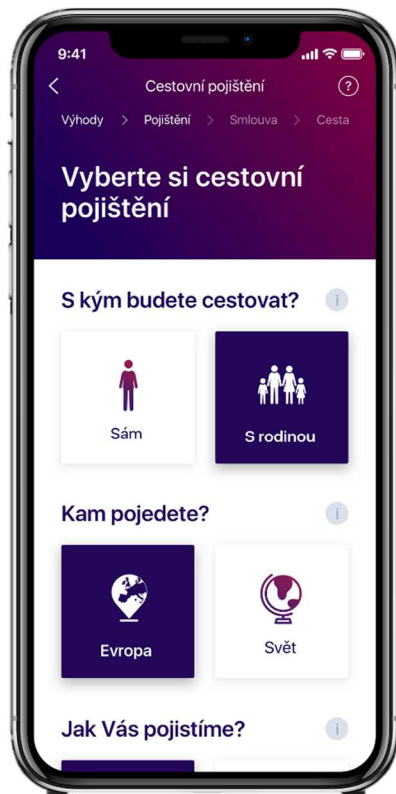 9:41
Cestovní pojištění
?
Výhody > Pojištění > Smlouva > Cesta
Vyberte si cestovní
pojištění
S kým budete cestovat? i
Sám
S rodinou
Kam pojedete? i
Evropa
Svět
Jak Vás pojistíme? i